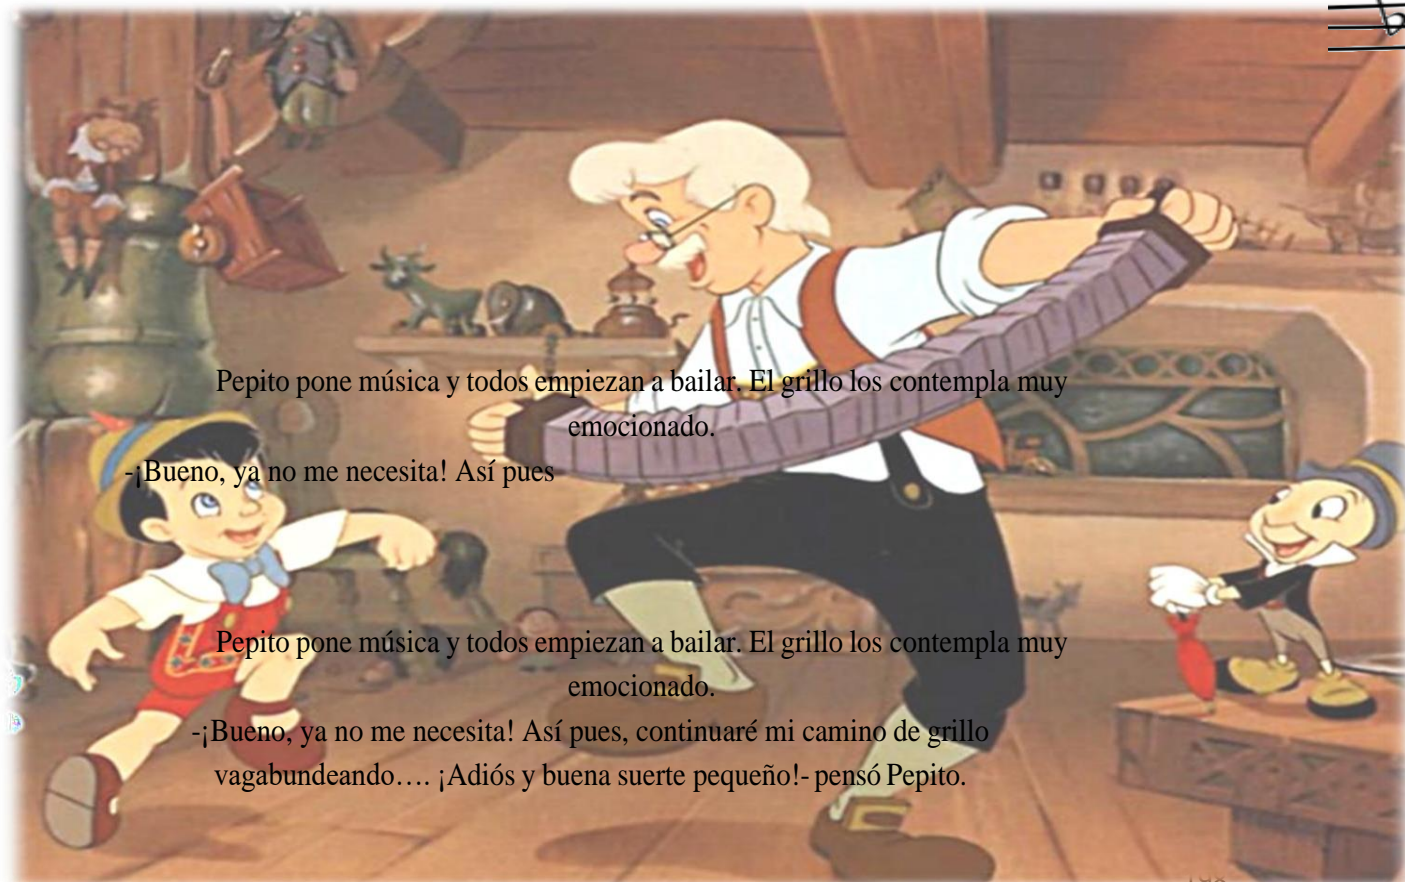 Pepito pone música y todos empiezan a bailar. El grillo los contempla muy
emocionado.
-¡Bueno, ya no me necesita! Así pues
Pepito pone música y todos empiezan a bailar. El grillo los contempla muy
emocionado.
-¡Bueno, ya no me necesita! Así pues, continuaré mi camino de grillo
vagabundeando…. ¡Adiós y buena suerte pequeño!- pensó Pepito.